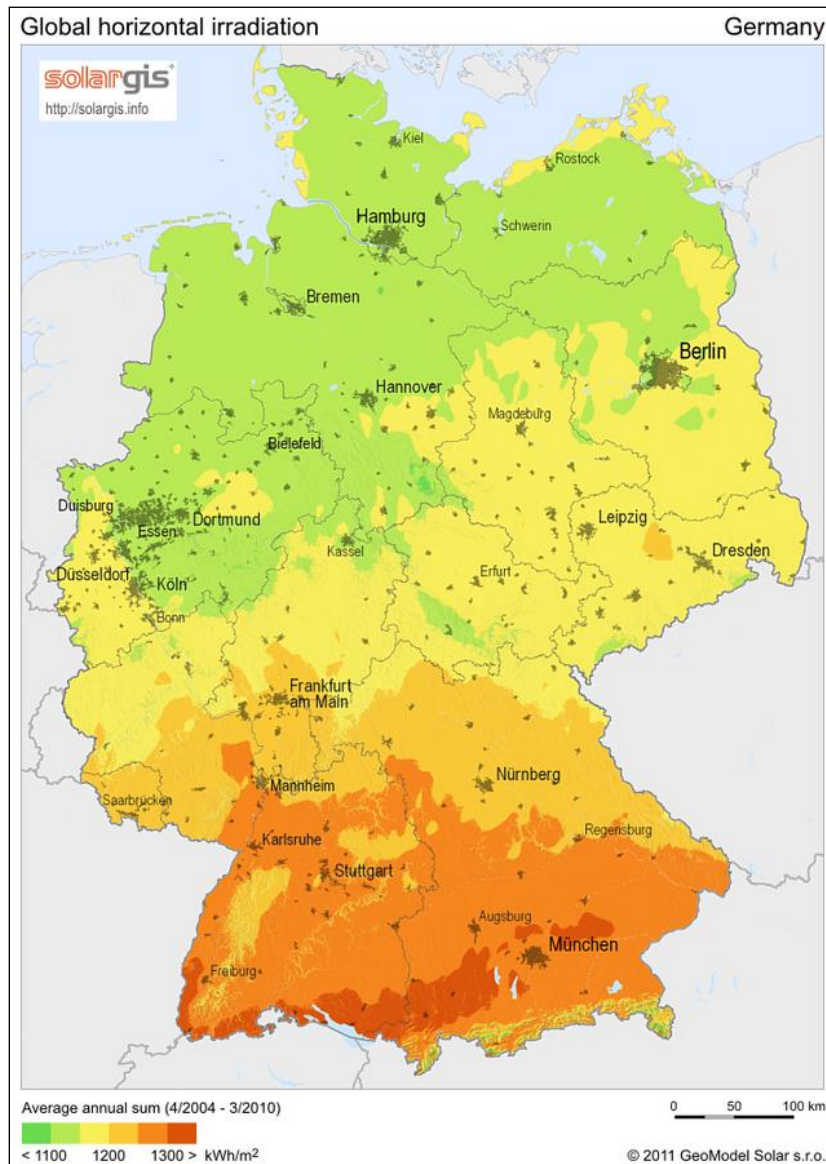 Global horizontal irradiation
Germany
solargis
http://solargis.info
Kiel
Rostock
Hamburg
Schwerin
Bremen
Berlin
Hannover
Magdeburg
Bielefeld
Duisburg
Essen
Dortmund
Leipzig
Kassel
Dresden
Düsseldorf
Köln
Erfurt
Bonn
Frankfurt
am Main
Nürnberg
Mannheim
Saarbrücken
Regensburg
Karlsruhe
Stuttgart
Augsburg
München
Freiburg
Average annual sum (4/2004 - 3/2010)
0 50 100 km
< 1100 1200 1300 > kWh/m²
© 2011 GeoModel Solar s.r.o.